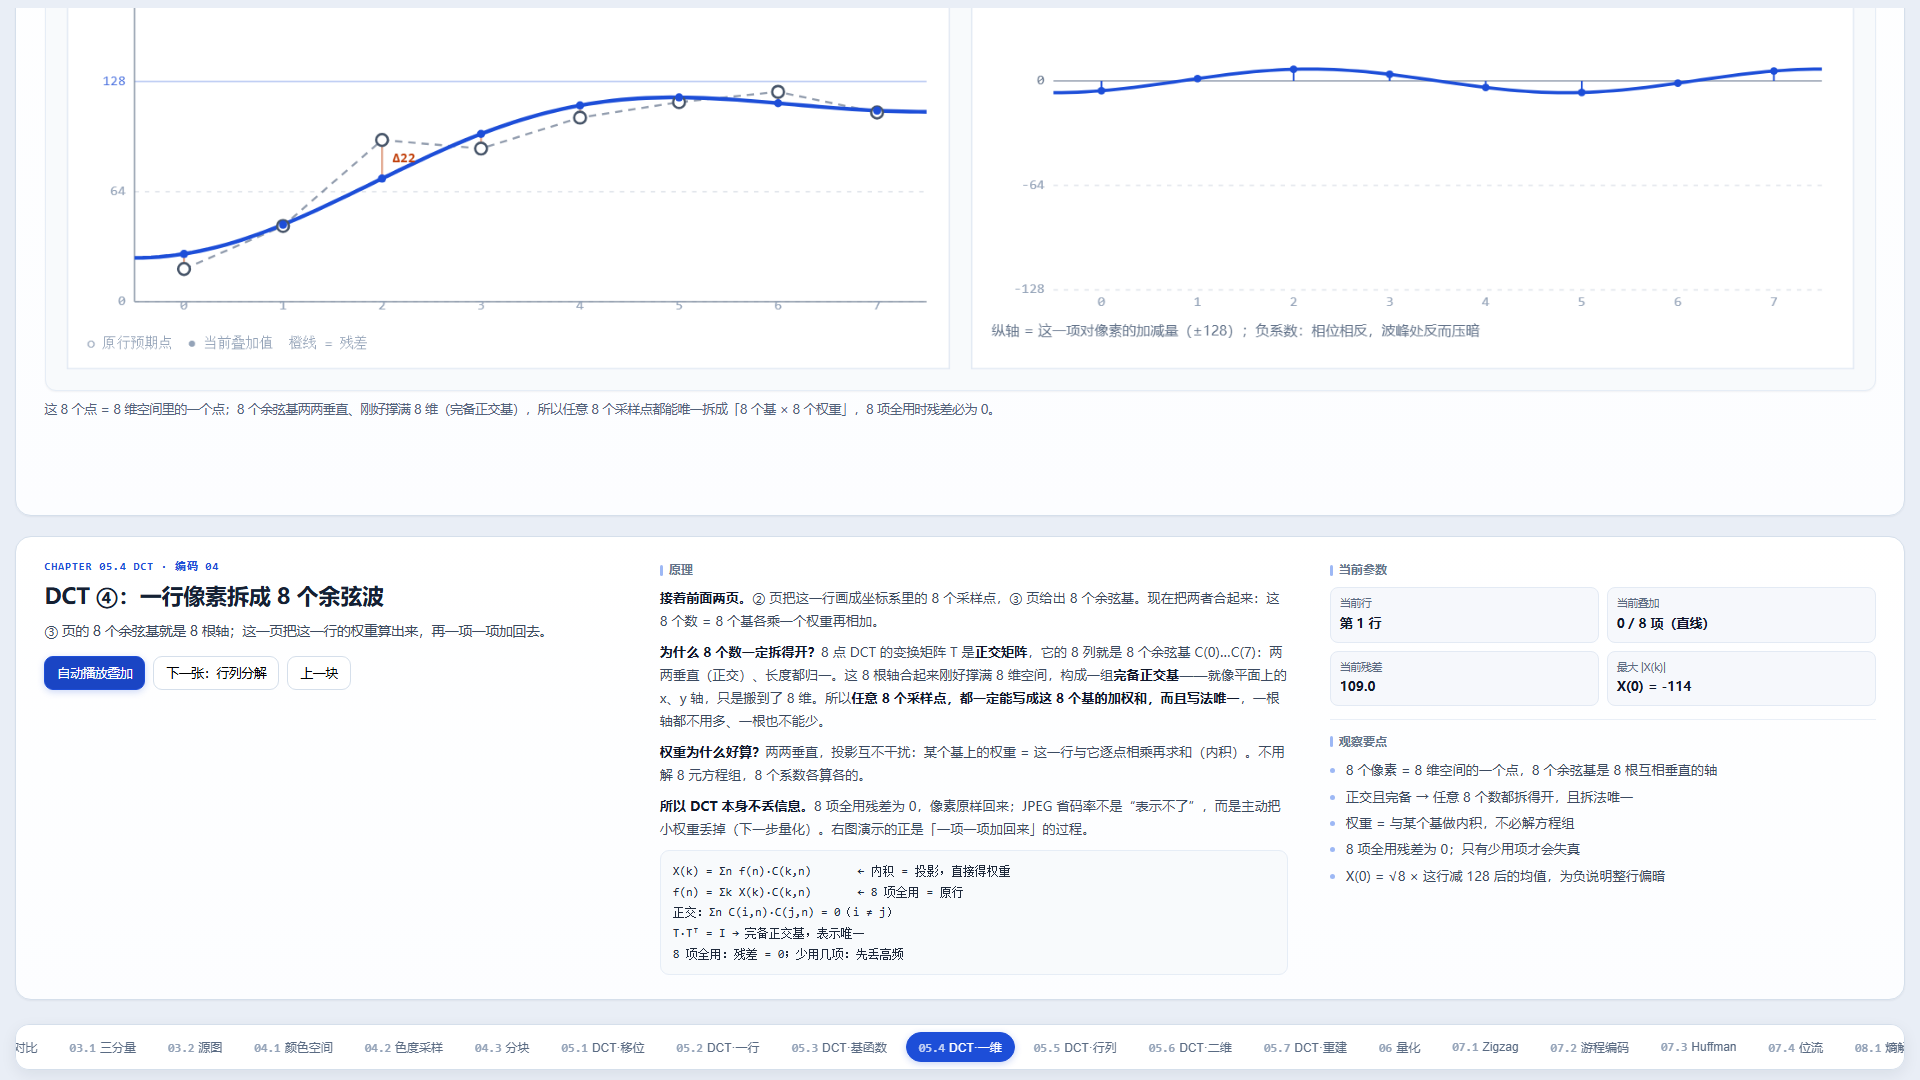 128
64
0
Δ22
0 1 2 3 4 5 6 7
原行预期点 当前叠加值 橙线 = 残差
0
-64
-128
0 1 2 3 4 5 6 7
纵轴 = 这一项对像素的加减量（±128）；负系数：相位相反，波峰处反而压暗
这 8 个点 = 8 维空间里的一个点；8 个余弦基两两垂直、刚好撑满 8 维（完备正交基），所以任意 8 个采样点都能唯一拆成「8 个基 × 8 个权重」，8 项全用时残差必为 0。
CHAPTER 05.4 DCT · 编码 04
DCT ④：一行像素拆成 8 个余弦波
③ 页的 8 个余弦基就是 8 根轴；这一页把这一行的权重算出来，再一项一项加回去。
自动播放叠加
下一张：行列分解
上一块
原理
接着前面两页。② 页把这一行画成坐标系里的 8 个采样点，③ 页给出 8 个余弦基。现在把两者合起来：这
8 个数 = 8 个基各乘一个权重再相加。
为什么 8 个数一定拆得开？8 点 DCT 的变换矩阵 T 是正交矩阵，它的 8 列就是 8 个余弦基 C(0)...C(7)：两
两垂直（正交）、长度都归一。这 8 根轴合起来刚好撑满 8 维空间，构成一组完备正交基——就像平面上的
x、y 轴，只是搬到了 8 维。所以任意 8 个采样点，都一定能写成这 8 个基的加权和，而且写法唯一，一根
轴都不用多、一根也不能少。
权重为什么好算？两两垂直，投影互不干扰：某个基上的权重 = 这一行与它逐点相乘再求和（内积）。不用
解 8 元方程组，8 个系数各算各的。
所以 DCT 本身不丢信息。8 项全用残差为 0，像素原样回来；JPEG 省码率不是“表示不了”，而是主动把
小权重丢掉（下一步量化）。右图演示的正是「一项一项加回来」的过程。
X(k) = Σn f(n)·C(k,n) ← 内积 = 投影，直接得权重
f(n) = Σk X(k)·C(k,n) ← 8 项全用 = 原行
正交：Σn C(i,n)·C(j,n) = 0（i ≠ j）
T·Tᵀ = I → 完备正交基，表示唯一
8 项全用：残差 = 0；少用几项：先丢高频
当前参数
当前行
第 1 行
当前叠加
0 / 8 项（直线）
当前残差
109.0
最大 |X(k)|
X(0) = -114
观察要点
8 个像素 = 8 维空间的一个点，8 个余弦基是 8 根互相垂直的轴
正交且完备 → 任意 8 个数都拆得开，且拆法唯一
权重 = 与某个基做内积，不必解方程组
8 项全用残差为 0；只有少用项才会失真
X(0) = √8 × 这行减 128 后的均值，为负说明整行偏暗
对比 03.1 三分量 03.2 源图 04.1 颜色空间 04.2 色度采样 04.3 分块 05.1 DCT·移位 05.2 DCT·一行 05.3 DCT·基函数 05.4 DCT·一维 05.5 DCT·行列 05.6 DCT·二维 05.7 DCT·重建 06 量化 07.1 Zigzag 07.2 游程编码 07.3 Huffman 07.4 位流 08.1